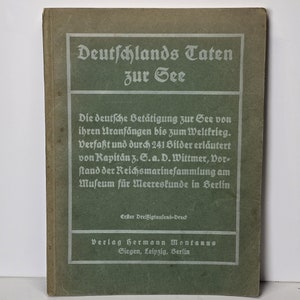 Deutschlands Taten
zur See
Die deutsche Betätigung zur See von
ihren Uranfängen bis zum Weltkrieg.
Verfaßt und durch 241 Bilder erläutert
von Kapitän z. S. a. D. Wittmer, Vor-
stand der Reichsmarinesammlung am
Museum für Meereskunde in Berlin
Erster Dreißigtausend-Druck
Verlag Hermann Montanus
Siegen, Leipzig, Berlin